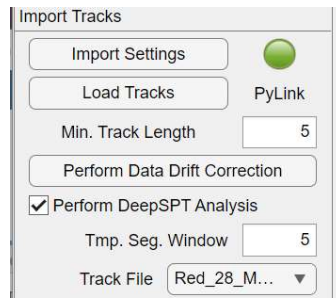 Import Tracks
Import Settings
Load Tracks PyLink
Min. Track Length 5
Perform Data Drift Correction
Perform DeepSPT Analysis
Tmp. Seg. Window 5
Track File Red_28_M...